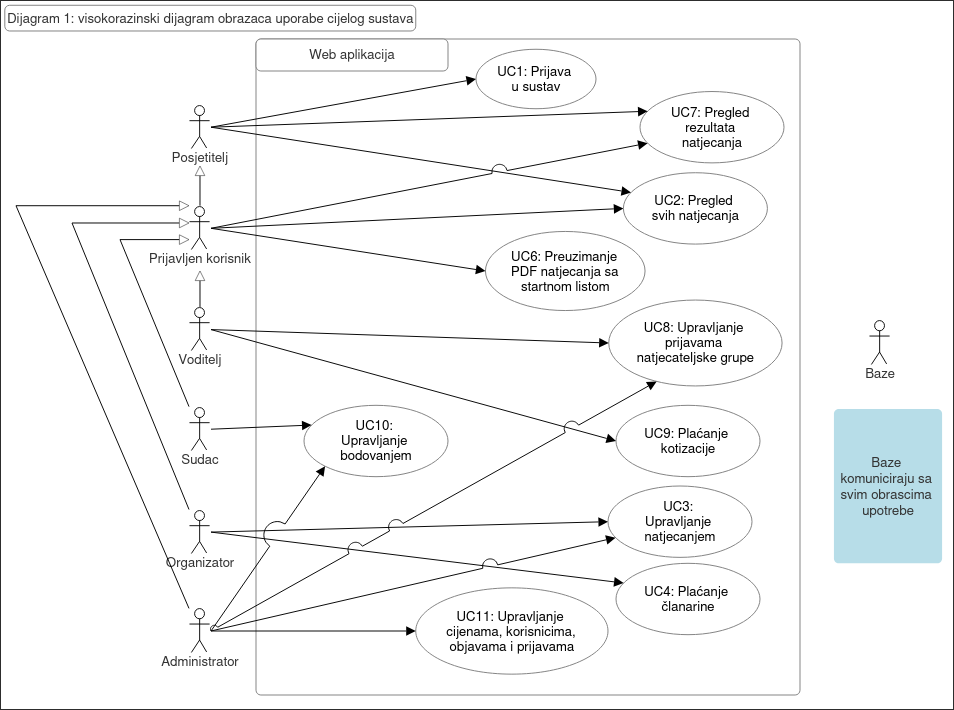 Dijagram 1: visokorazinski dijagram obrazaca uporabe cijelog sustava
Web aplikacija
UC1: Prijava
u sustav
UC7: Pregled
rezultata
natjecanja
Posjetitelj
UC2: Pregled
svih natjecanja
Prijavljen korisnik
UC6: Preuzimanje
PDF natjecanja sa
startnom listom
UC8: Upravljanje
prijavama
natjecateljske grupe
Voditelj
Baze
UC10:
Upravljanje
bodovanjem
UC9: Plaćanje
kotizacije
Sudac
Baze
komuniciraju sa
svim obrascima
upotrebe
UC3:
Upravljanje
natjecanjem
Organizator
UC4: Plaćanje
članarine
UC11: Upravljanje
cijenama, korisnicima,
objavama i prijavama
Administrator